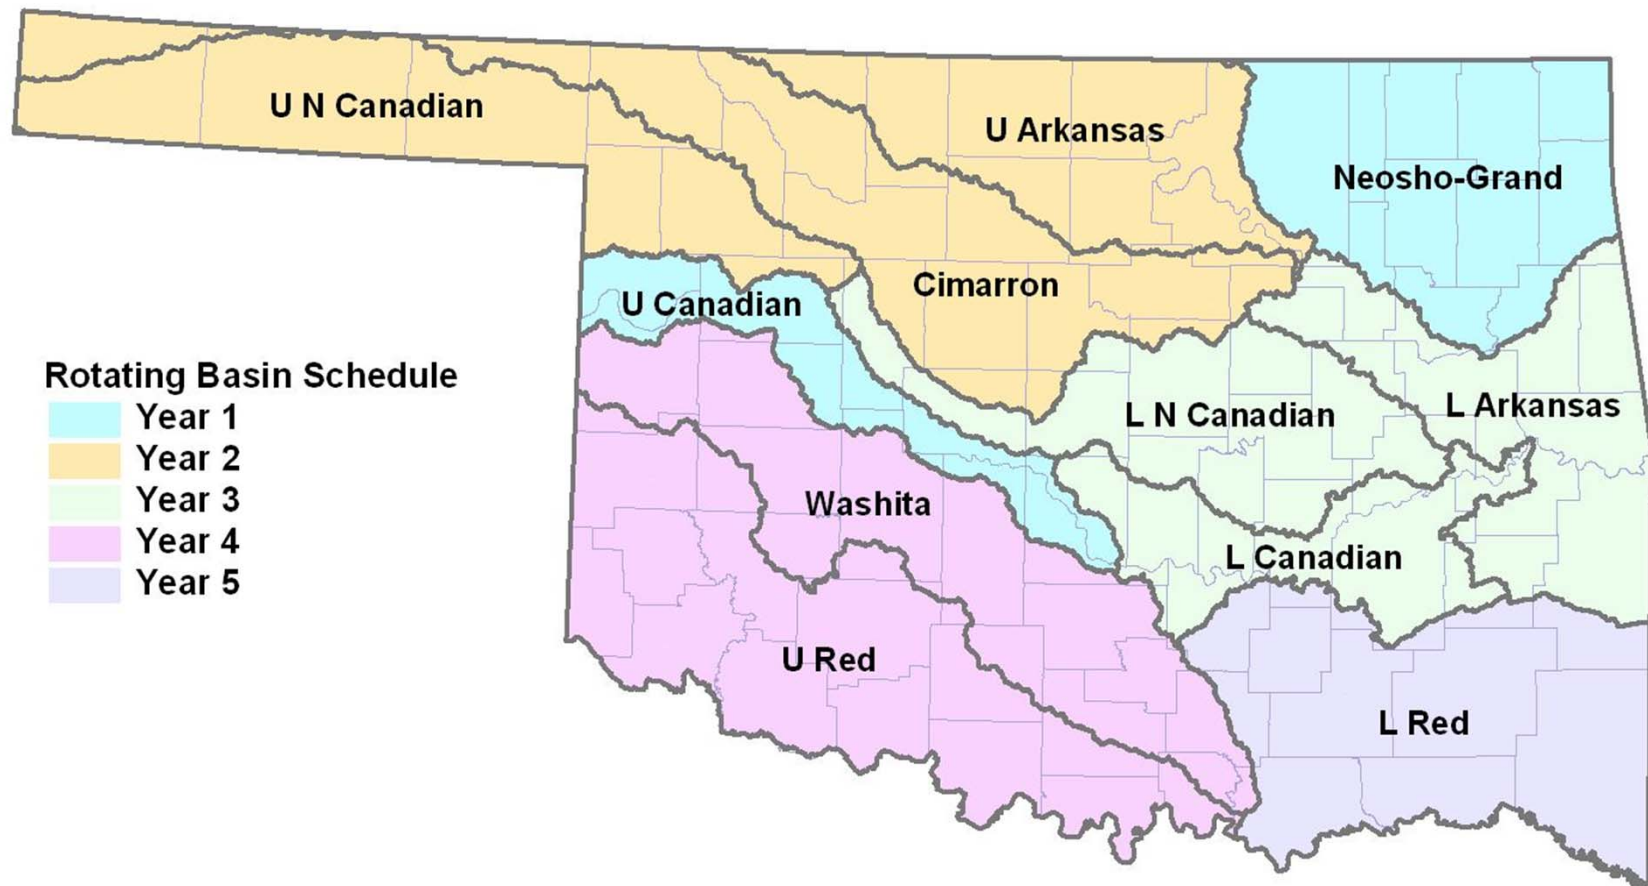 U N Canadian
U Arkansas
Neosho-Grand
Cimarron
U Canadian
Rotating Basin Schedule
Year 1
Year 2
Year 3
Year 4
Year 5
L N Canadian
L Arkansas
Washita
L Canadian
U Red
L Red